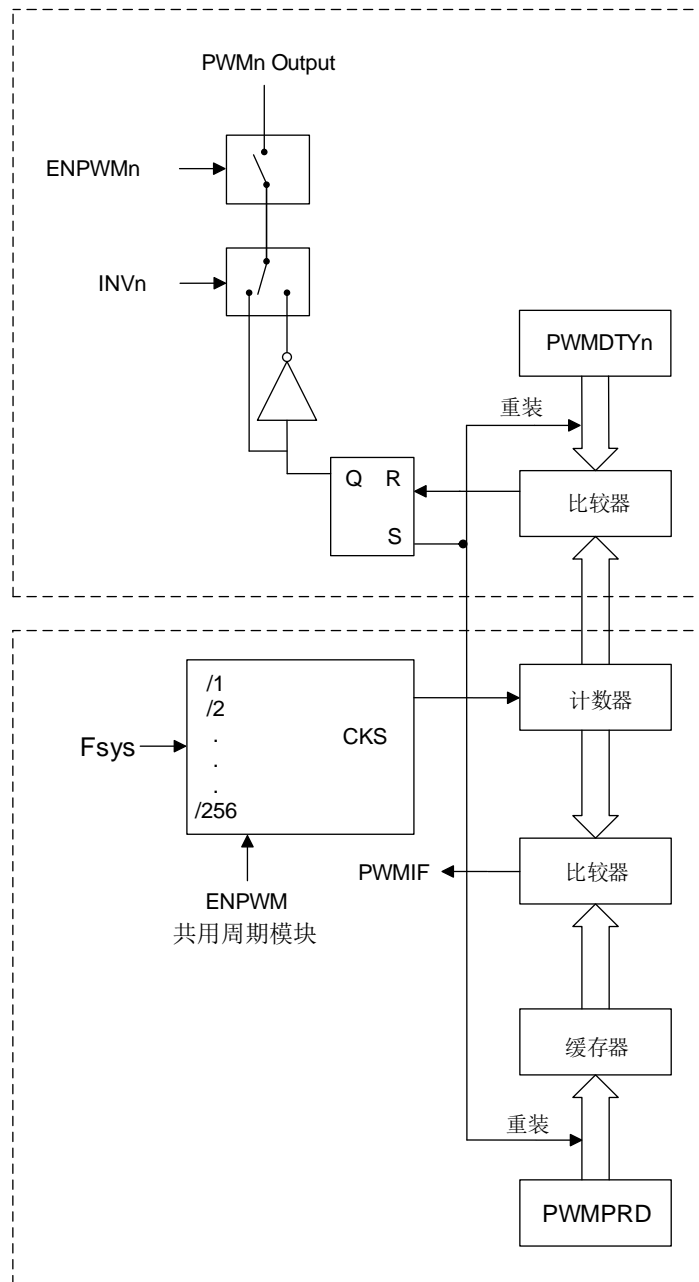 PWMn Output
ENPWMn
INVn
PWMDTYn
重装
Q R
S
比较器
/1
/2
.
.
.
/256
CKS
Fsys
计数器
PWMIF
比较器
ENPWM
共用周期模块
缓存器
重装
PWMPRD